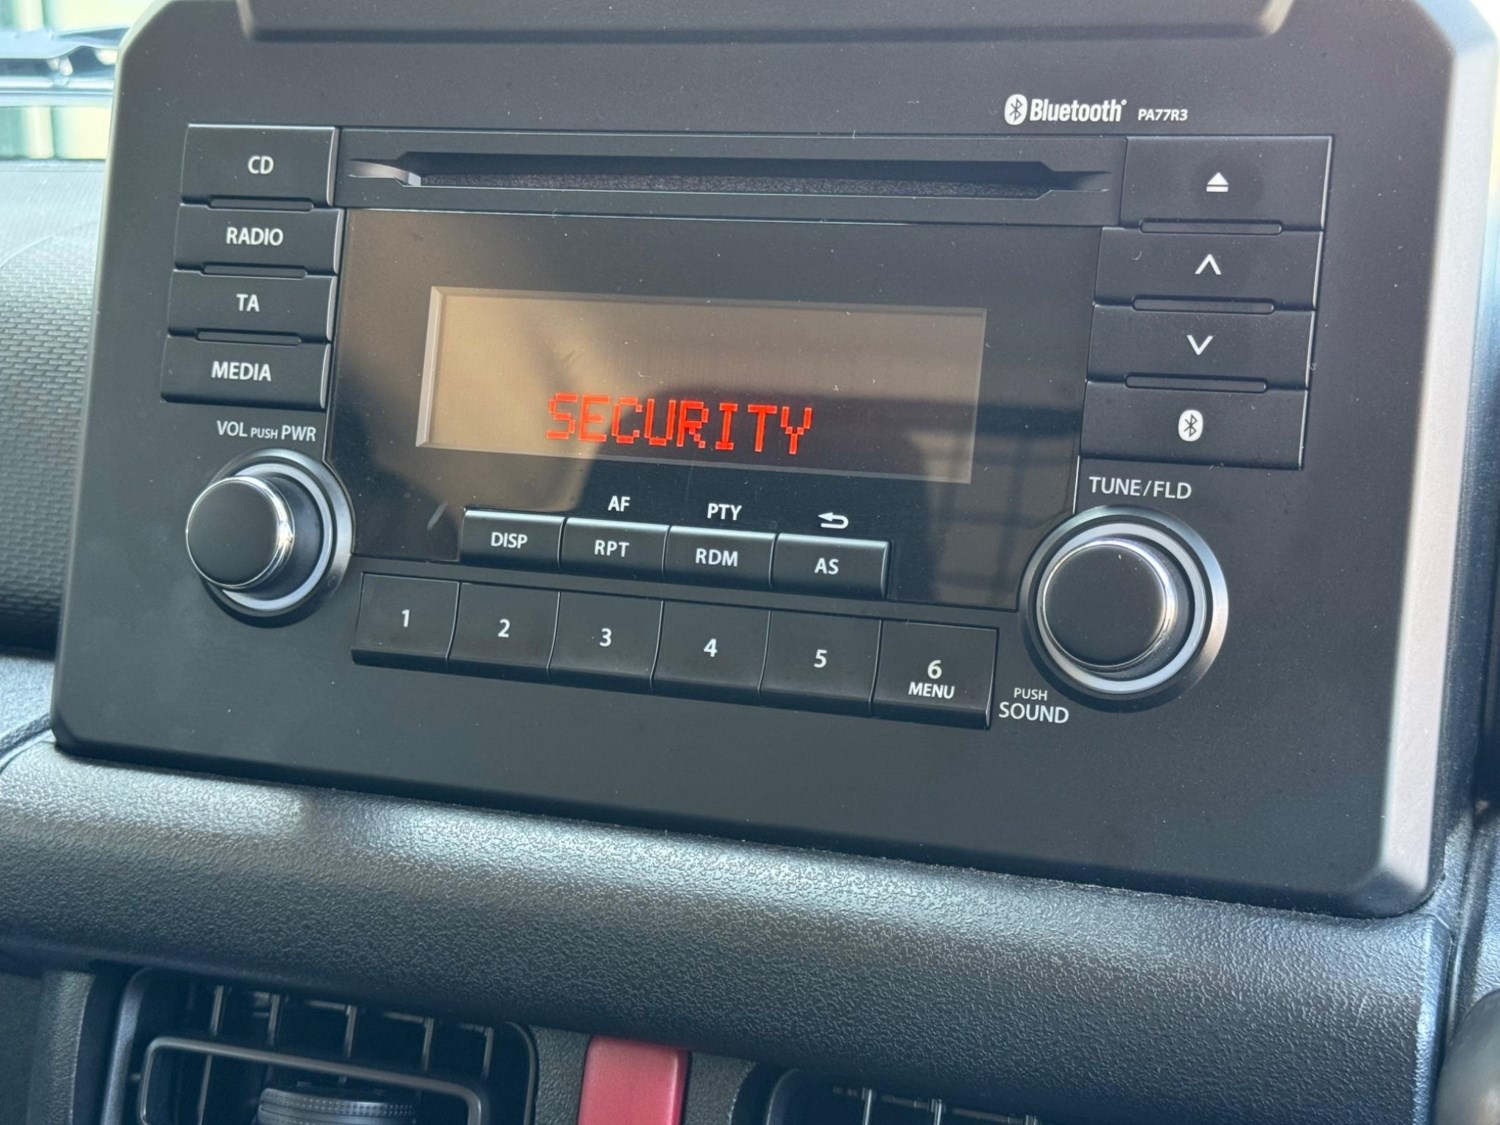 Bluetooth® PA77R3
CD
RADIO
TA
MEDIA
VOL PUSH PWR
SECURITY
TUNE/FLD
AF PTY
DISP RPT RDM AS
1 2 3 4 5 6
MENU
PUSH
SOUND